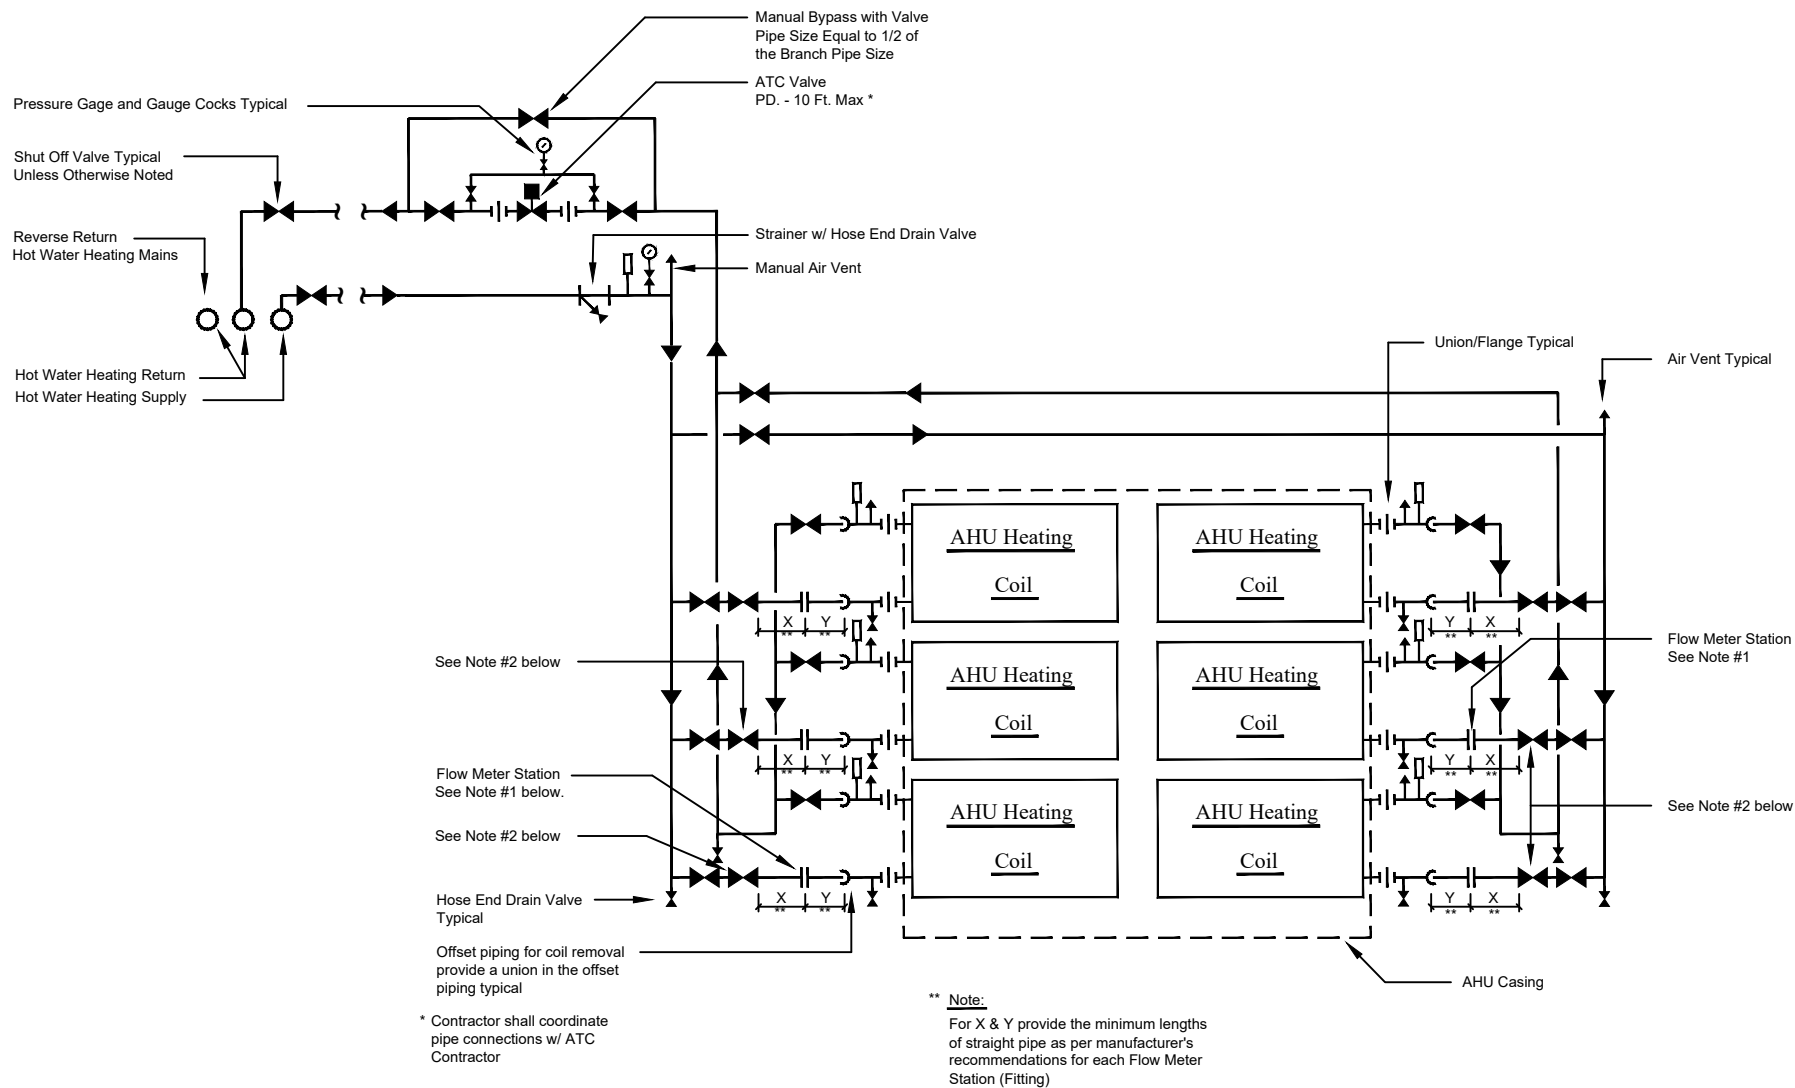 Manual Bypass with Valve
Pipe Size Equal to 1/2 of
the Branch Pipe Size
ATC Valve
PD. - 10 Ft. Max *
Pressure Gage and Gauge Cocks Typical
Shut Off Valve Typical
Unless Otherwise Noted
Reverse Return
Hot Water Heating Mains
Strainer w/ Hose End Drain Valve
Manual Air Vent
Hot Water Heating Return
Hot Water Heating Supply
Union/Flange Typical
Air Vent Typical
AHU Heating
Coil
AHU Heating
Coil
X
**
Y
**
Y
**
X
**
See Note #2 below
AHU Heating
Coil
AHU Heating
Coil
Flow Meter Station
See Note #1
X
**
Y
**
Y
**
X
**
Flow Meter Station
See Note #1 below.
See Note #2 below
AHU Heating
Coil
AHU Heating
Coil
See Note #2 below
X
**
Y
**
Y
**
X
**
Hose End Drain Valve
Typical
Offset piping for coil removal
provide a union in the offset
piping typical
AHU Casing
* Contractor shall coordinate
pipe connections w/ ATC
Contractor
** Note:
For X & Y provide the minimum lengths
of straight pipe as per manufacturer's
recommendations for each Flow Meter
Station (Fitting)